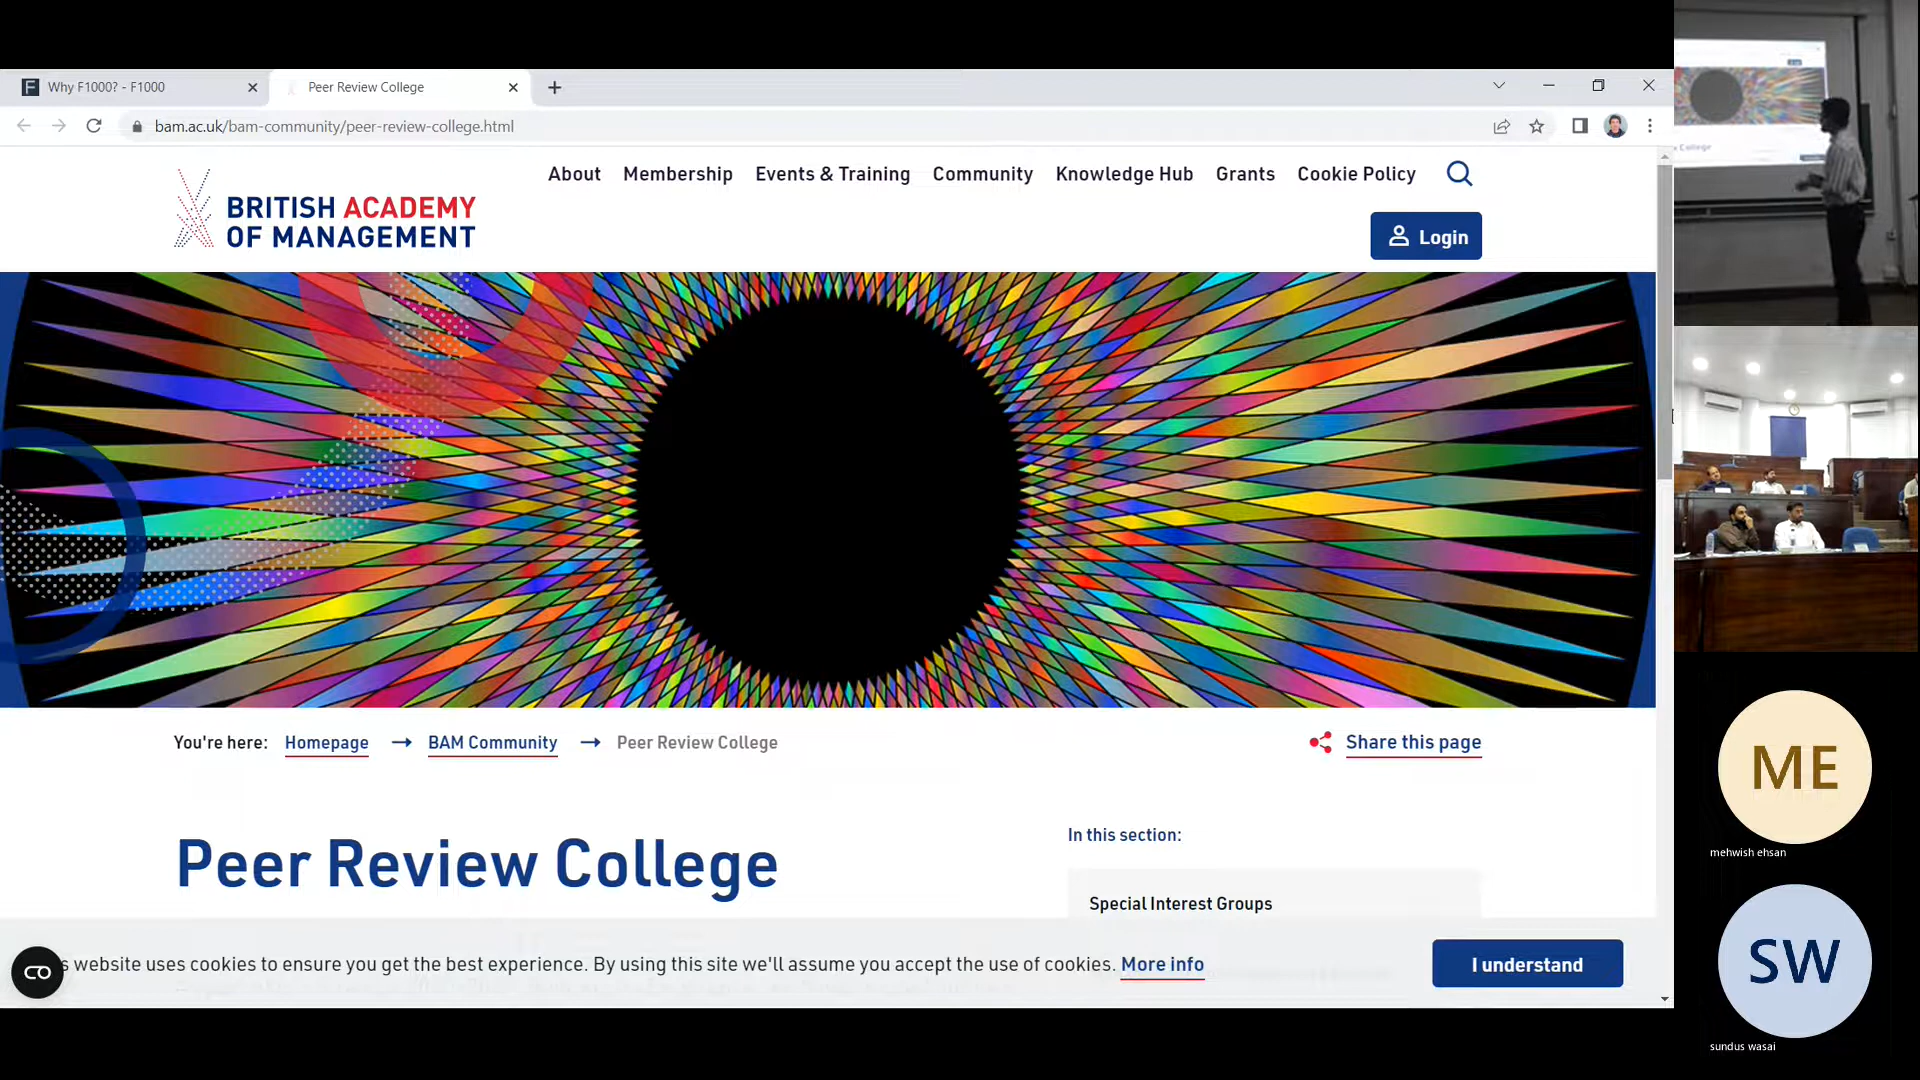 Why F1000? - F1000
Peer Review College
bam.ac.uk/bam-community/peer-review-college.html
BRITISH ACADEMY
OF MANAGEMENT
About Membership Events & Training Community Knowledge Hub Grants Cookie Policy
Login
You're here: Homepage → BAM Community → Peer Review College
Share this page
Peer Review College
In this section:
Special Interest Groups
s website uses cookies to ensure you get the best experience. By using this site we'll assume you accept the use of cookies. More info
I understand
ME
mehwish ehsan
SW
sundus wasai